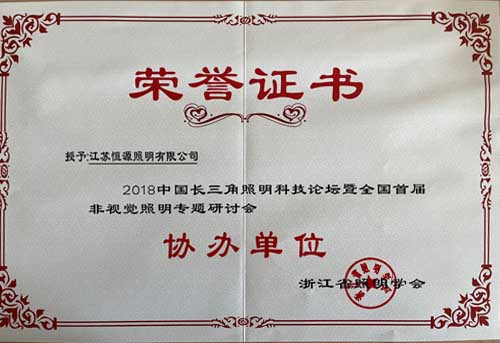 荣誉证书
授予:江苏恒源照明有限公司
2018中国长三角照明科技论坛暨全国首届
非视觉照明专题研讨会
协办单位
浙江省照明学会